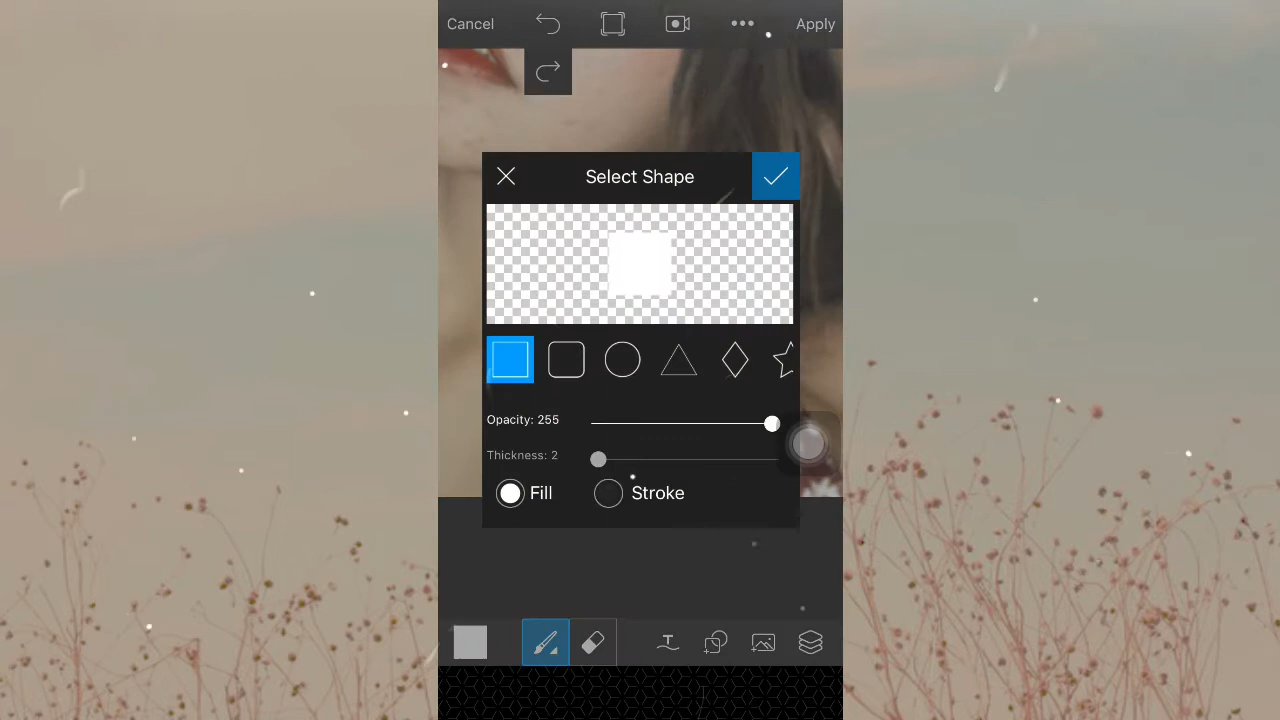 Cancel
Apply
Select Shape
Opacity: 255
Thickness: 2
Fill
Stroke